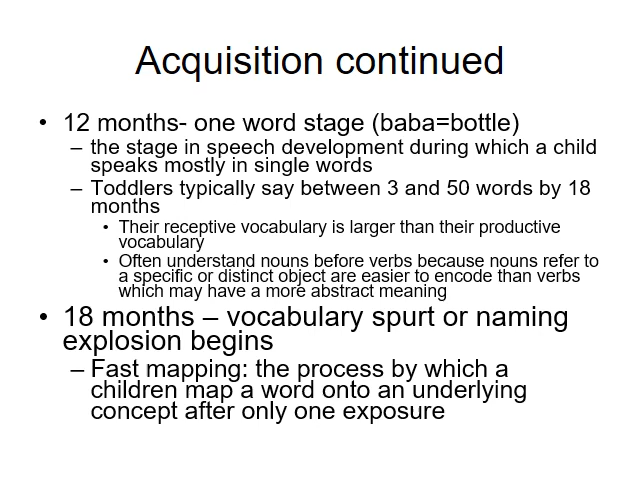 Acquisition continued
• 12 months- one word stage (baba=bottle)
– the stage in speech development during which a child
speaks mostly in single words
– Toddlers typically say between 3 and 50 words by 18
months
• Their receptive vocabulary is larger than their productive
vocabulary
• Often understand nouns before verbs because nouns refer to
a specific or distinct object are easier to encode than verbs
which may have a more abstract meaning
• 18 months – vocabulary spurt or naming
explosion begins
– Fast mapping: the process by which a
children map a word onto an underlying
concept after only one exposure